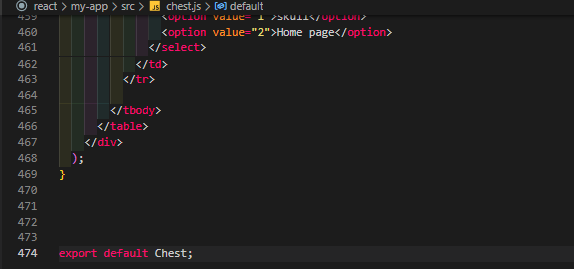 react > my-app > src > JS chest.js > default
459 <option value="1">skull</option>
460 <option value="2">Home page</option>
461 </select>
462 </td>
463 </tr>
464
465 </tbody>
466 </table>
467 </div>
468 );
469 }
470
471
472
473
474 export default Chest;